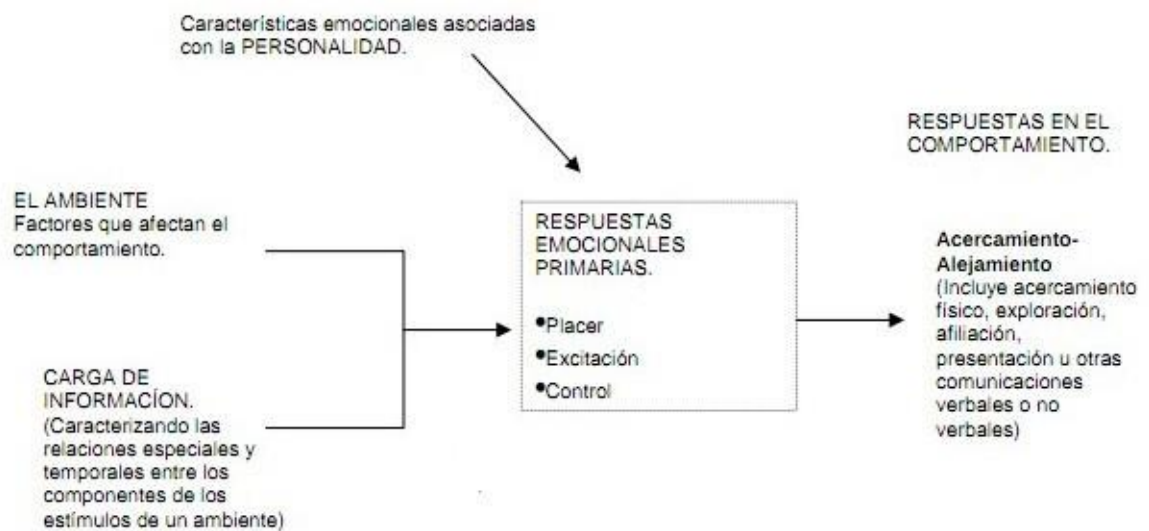 Características emocionales asociadas
con la PERSONALIDAD.
RESPUESTAS EN EL
COMPORTAMIENTO.
EL AMBIENTE
Factores que afectan el
comportamiento.
RESPUESTAS
EMOCIONALES
PRIMARIAS.
•Placer
•Excitación
•Control
Acercamiento-
Alejamiento
(Incluye acercamiento
físico, exploración,
afiliación,
presentación u otras
comunicaciones
verbales o no
verbales)
CARGA DE
INFORMACÍON.
(Caracterizando las
relaciones especiales y
temporales entre los
componentes de los
estímulos de un ambiente)